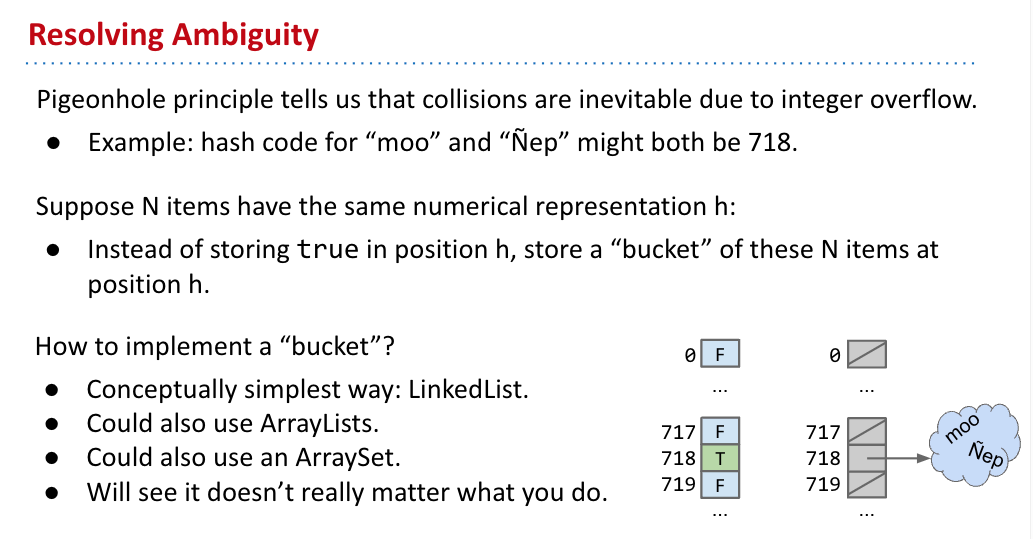 Resolving Ambiguity
Pigeonhole principle tells us that collisions are inevitable due to integer overflow.
● Example: hash code for “moo” and “Ñep” might both be 718.
Suppose N items have the same numerical representation h:
● Instead of storing true in position h, store a “bucket” of these N items at
position h.
How to implement a “bucket”?
● Conceptually simplest way: LinkedList.
● Could also use ArrayLists.
● Could also use an ArraySet.
● Will see it doesn’t really matter what you do.
0 F
...
717 F
718 T
719 F
...
0
...
717
718
719
...
moo
Ñep